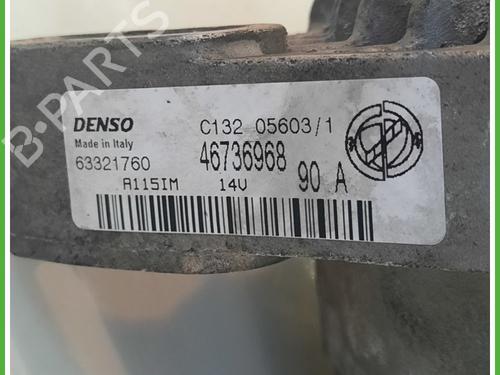 B-PARTS
DENSO
Made in Italy
63321760
A115IM
C132 05603/1
46736968
14V
90 A